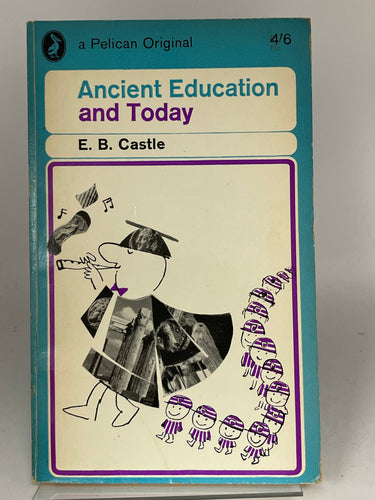 a Pelican Original
4/6
Ancient Education
and Today
E. B. Castle